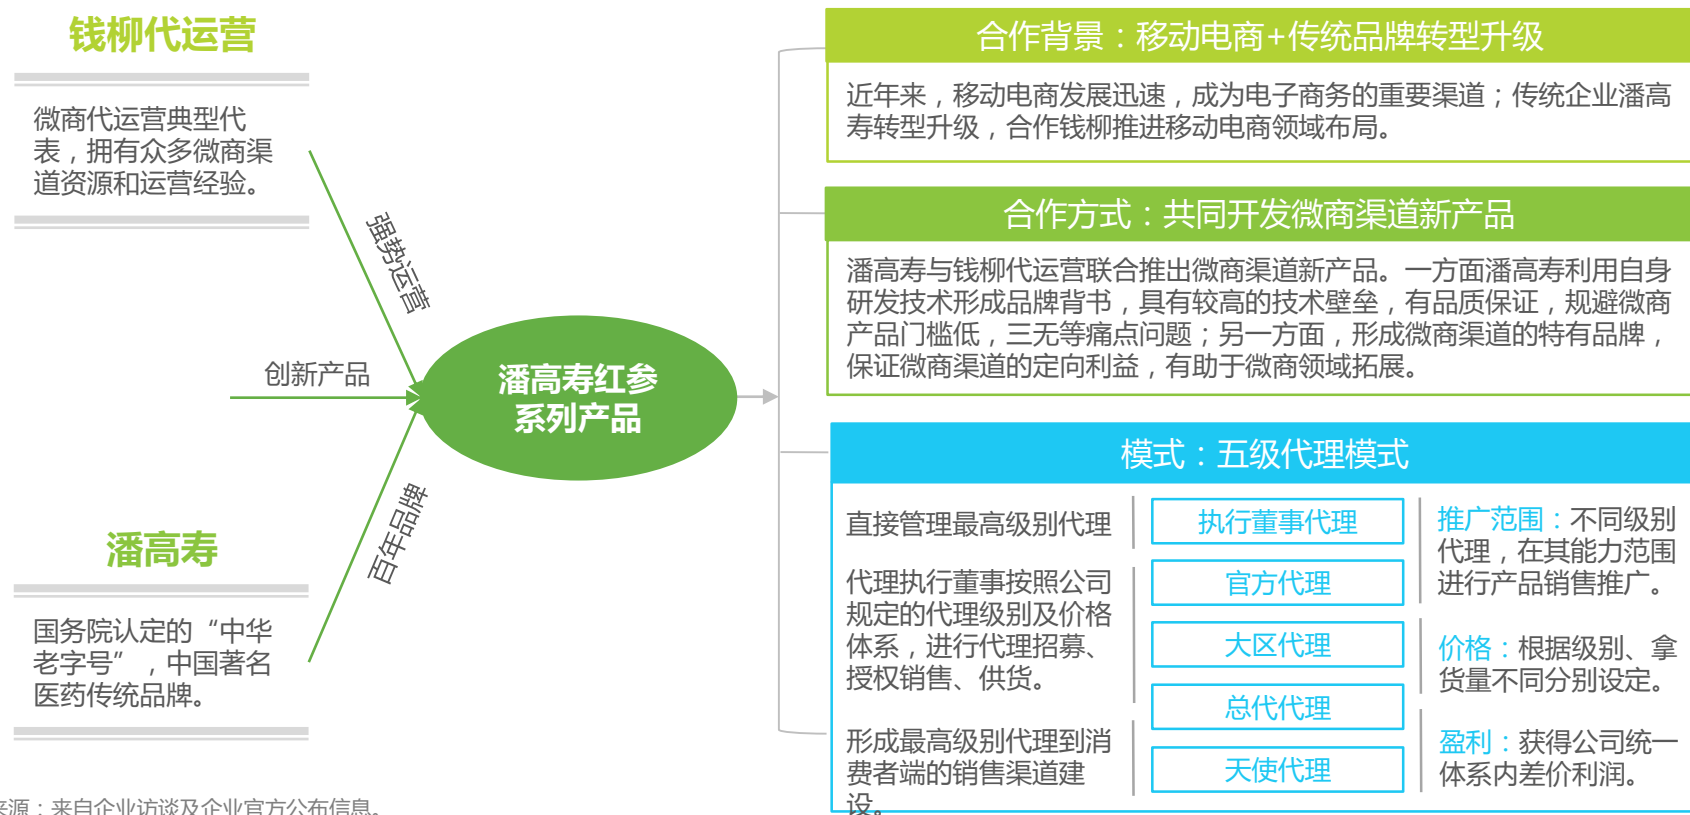 钱柳代运营
微商代运营典型代
表，拥有众多微商渠
道资源和运营经验。
强势运营
创新产品
百年品牌
潘高寿红参
系列产品
潘高寿
国务院认定的“中华
老字号”，中国著名
医药传统品牌。
合作背景：移动电商+传统品牌转型升级
近年来，移动电商发展迅速，成为电子商务的重要渠道；传统企业潘高
寿转型升级，合作钱柳推进移动电商领域布局。
合作方式：共同开发微商渠道新产品
潘高寿与钱柳代运营联合推出微商渠道新产品。一方面潘高寿利用自身
研发技术形成品牌背书，具有较高的技术壁垒，有品质保证，规避微商
产品门槛低，三无等痛点问题；另一方面，形成微商渠道的特有品牌，
保证微商渠道的定向利益，有助于微商领域拓展。
模式：五级代理模式
直接管理最高级别代理
代理执行董事按照公司
规定的代理级别及价格
体系，进行代理招募、
授权销售、供货。
形成最高级别代理到消
费者端的销售渠道建
设。
执行董事代理
官方代理
大区代理
总代代理
天使代理
推广范围：不同级别
代理，在其能力范围
进行产品销售推广。
价格：根据级别、拿
货量不同分别设定。
盈利：获得公司统一
体系内差价利润。
来源：来自企业访谈及企业官方公布信息。